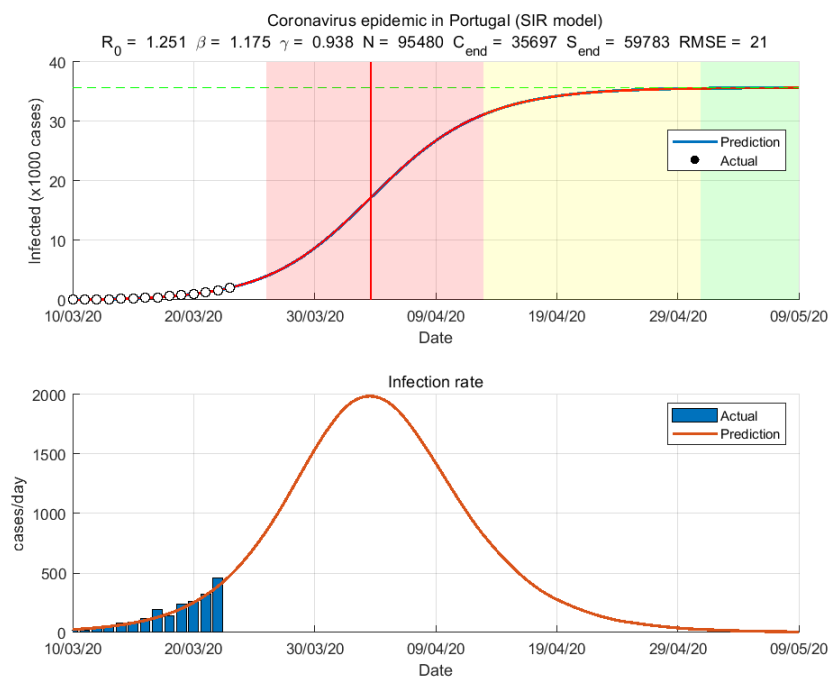 Coronavirus epidemic in Portugal (SIR model)
R0 = 1.251 β = 1.175 γ = 0.938 N = 95480 Cend = 35697 Send = 59783 RMSE = 21
40
30
20
10
0
Infected (x1000 cases)
Prediction
Actual
10/03/20 20/03/20 30/03/20 09/04/20 19/04/20 29/04/20 09/05/20
Date
Infection rate
2000
1500
1000
500
0
cases/day
Actual
Prediction
10/03/20 20/03/20 30/03/20 09/04/20 19/04/20 29/04/20 09/05/20
Date